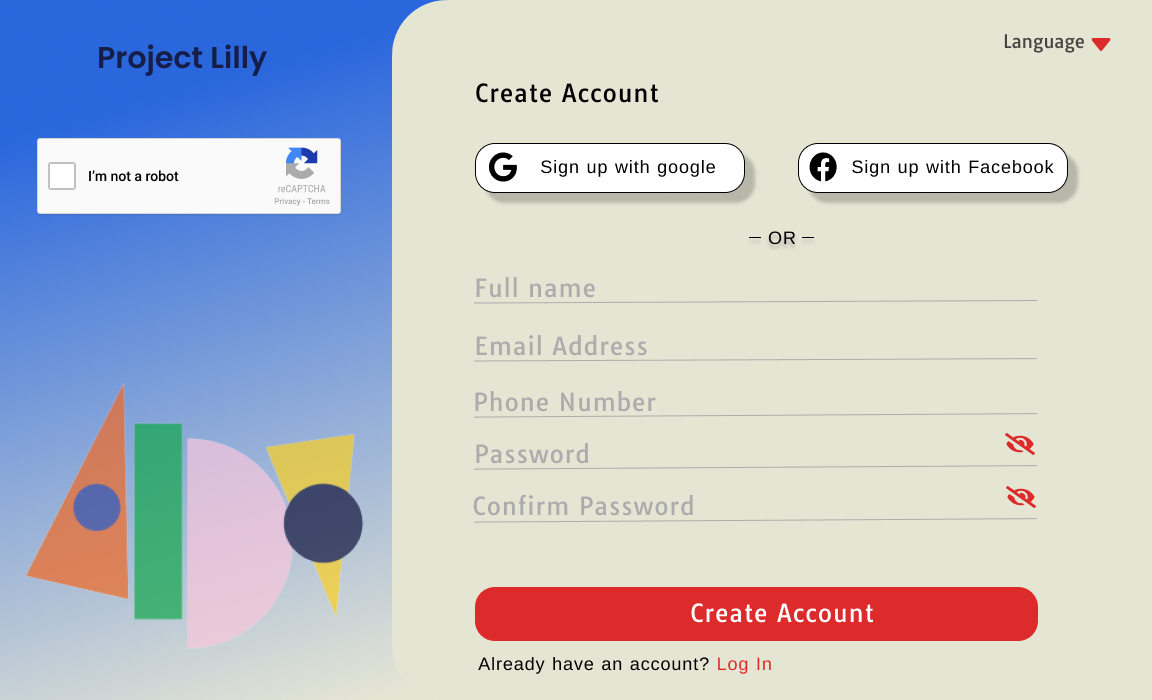 Project Lilly
I'm not a robot
reCAPTCHA
Privacy - Terms
Language
Create Account
Sign up with google
Sign up with Facebook
— OR —
Full name
Email Address
Phone Number
Password
Confirm Password
Create Account
Already have an account? Log In